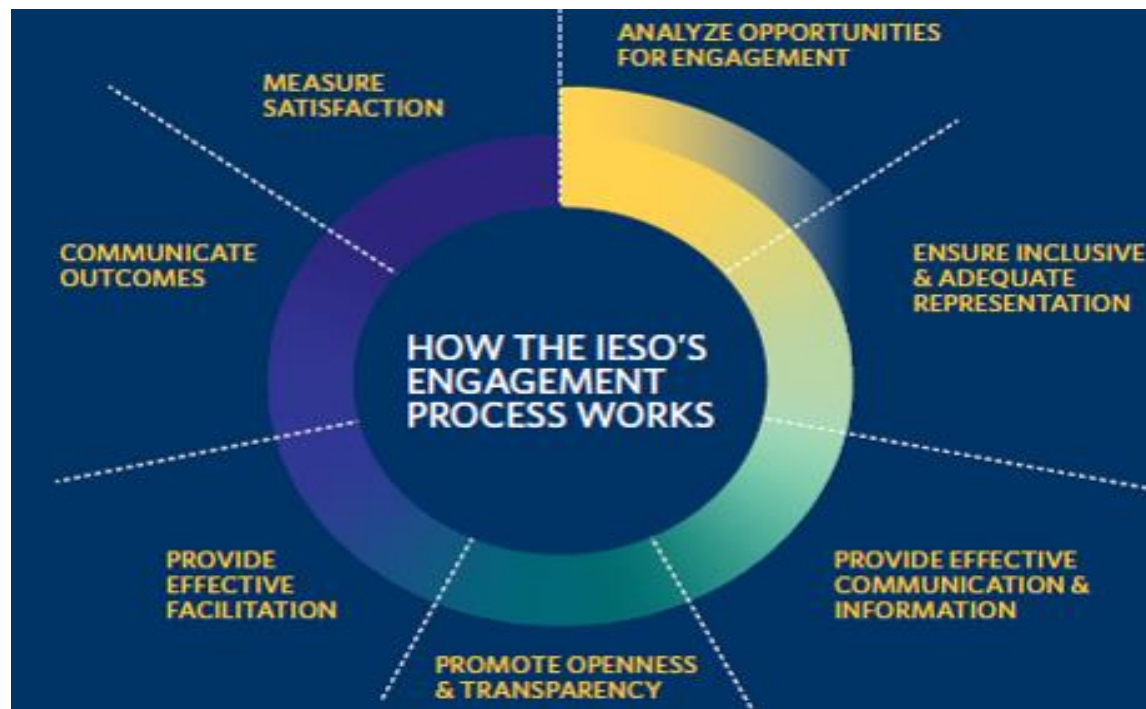 ANALYZE OPPORTUNITIES
FOR ENGAGEMENT
ENSURE INCLUSIVE
& ADEQUATE
REPRESENTATION
PROVIDE EFFECTIVE
COMMUNICATION &
INFORMATION
PROMOTE OPENNESS
& TRANSPARENCY
PROVIDE
EFFECTIVE
FACILITATION
COMMUNICATE
OUTCOMES
MEASURE
SATISFACTION
HOW THE IESO'S
ENGAGEMENT
PROCESS WORKS